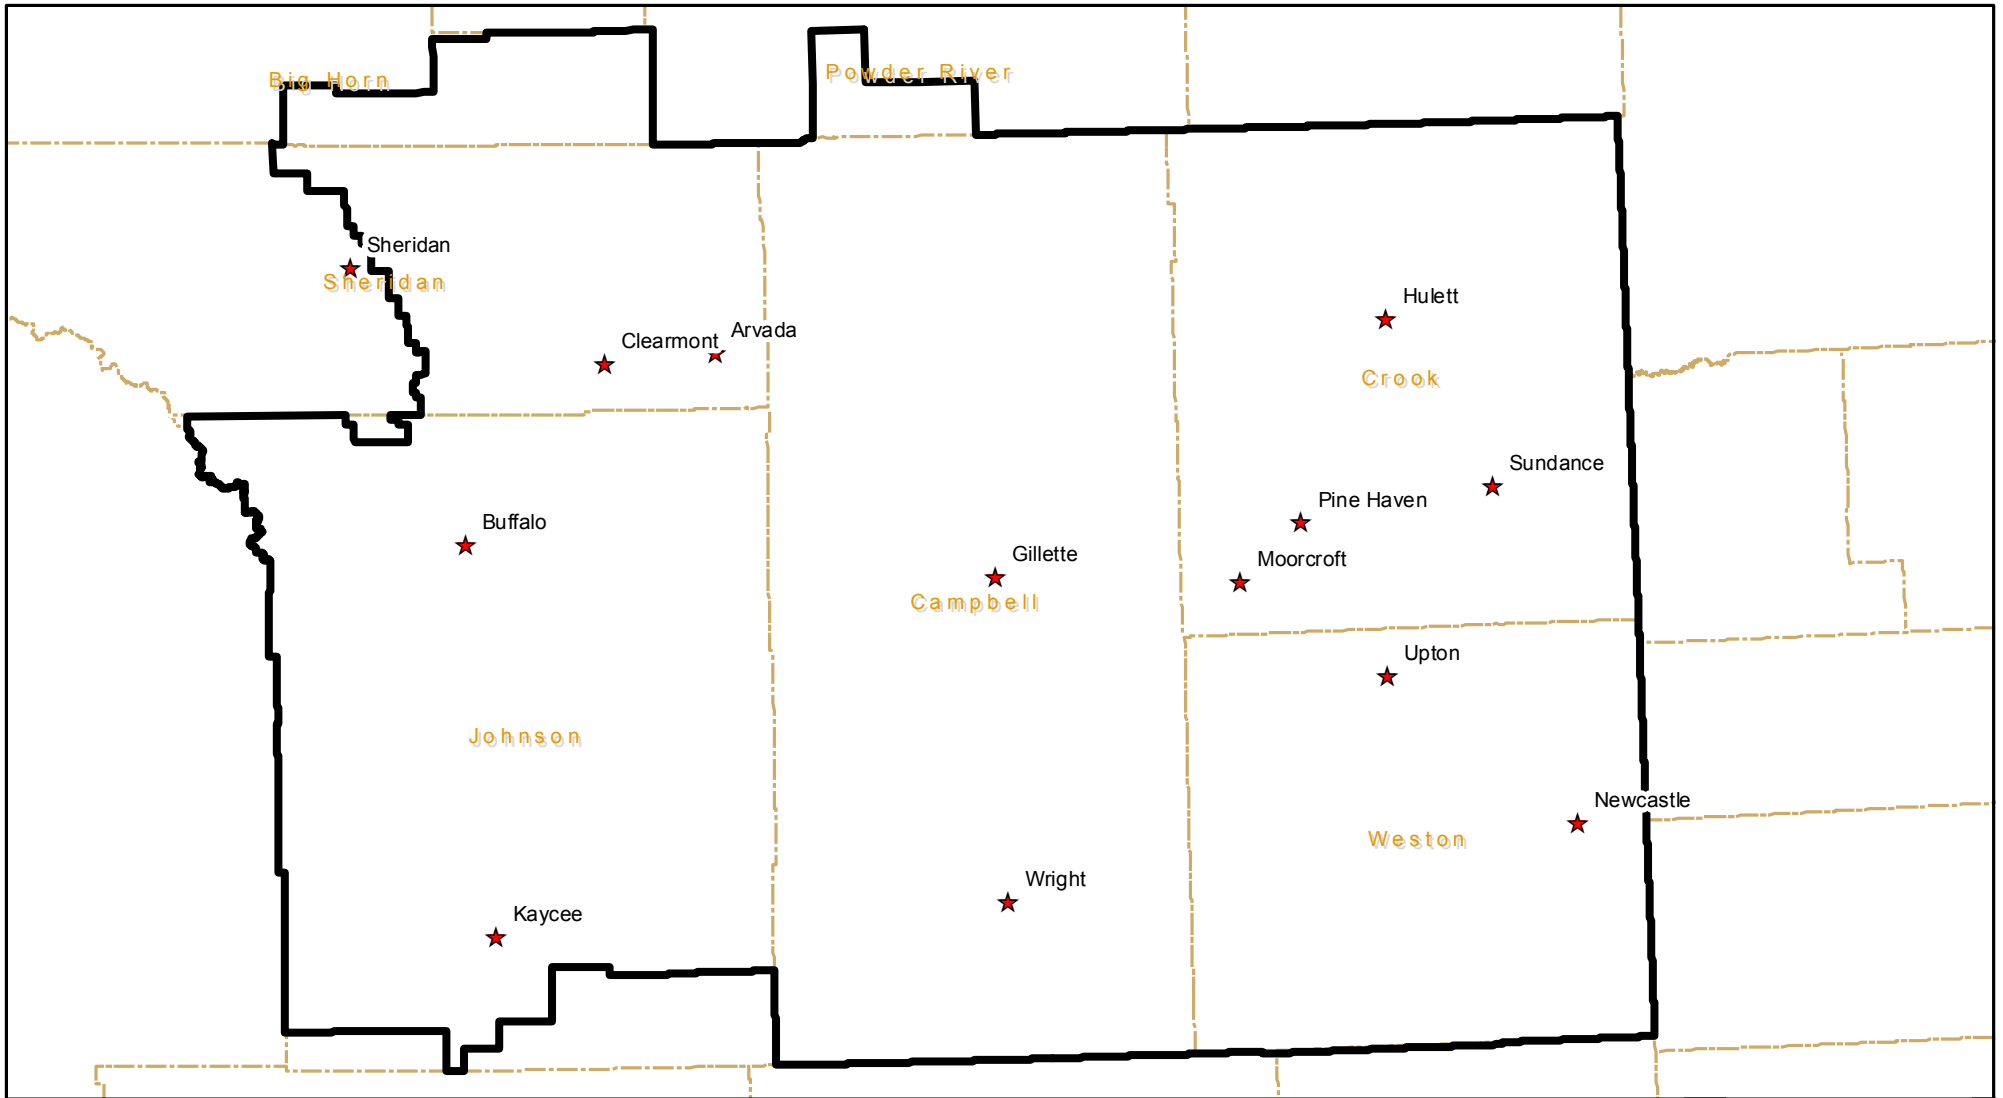 Big Horn
Powder River
Sheridan
Sheridan
Hulett
Arvada
Clearmont
Crook
Sundance
Pine Haven
Buffalo
Gillette
Moorcroft
Campbell
Upton
Johnson
Newcastle
Weston
Wright
Kaycee